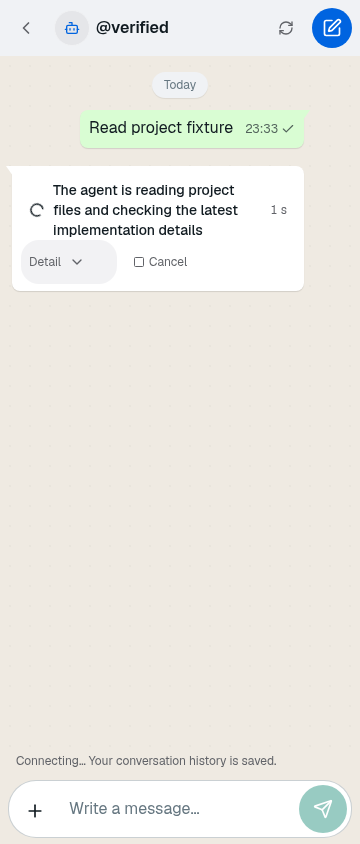 @verified
Today
Read project fixture 23:33
The agent is reading project
files and checking the latest
implementation details
1 s
Detail
Cancel
Connecting... Your conversation history is saved.
Write a message...